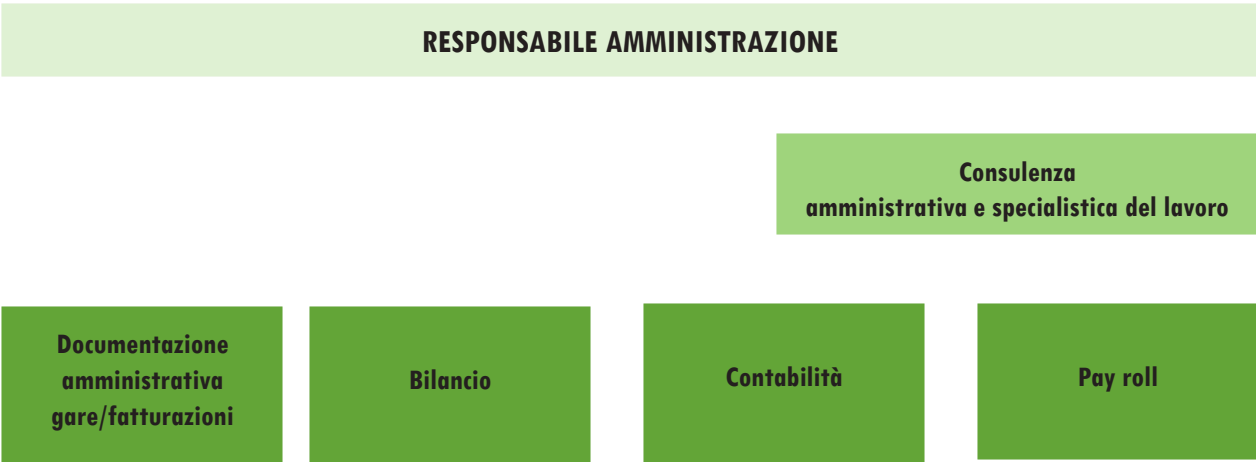 RESPONSABILE AMMINISTRAZIONE
Consulenza
amministrativa e specialistica del lavoro
Documentazione
amministrativa
gare/fatturazioni
Bilancio
Contabilità
Pay roll